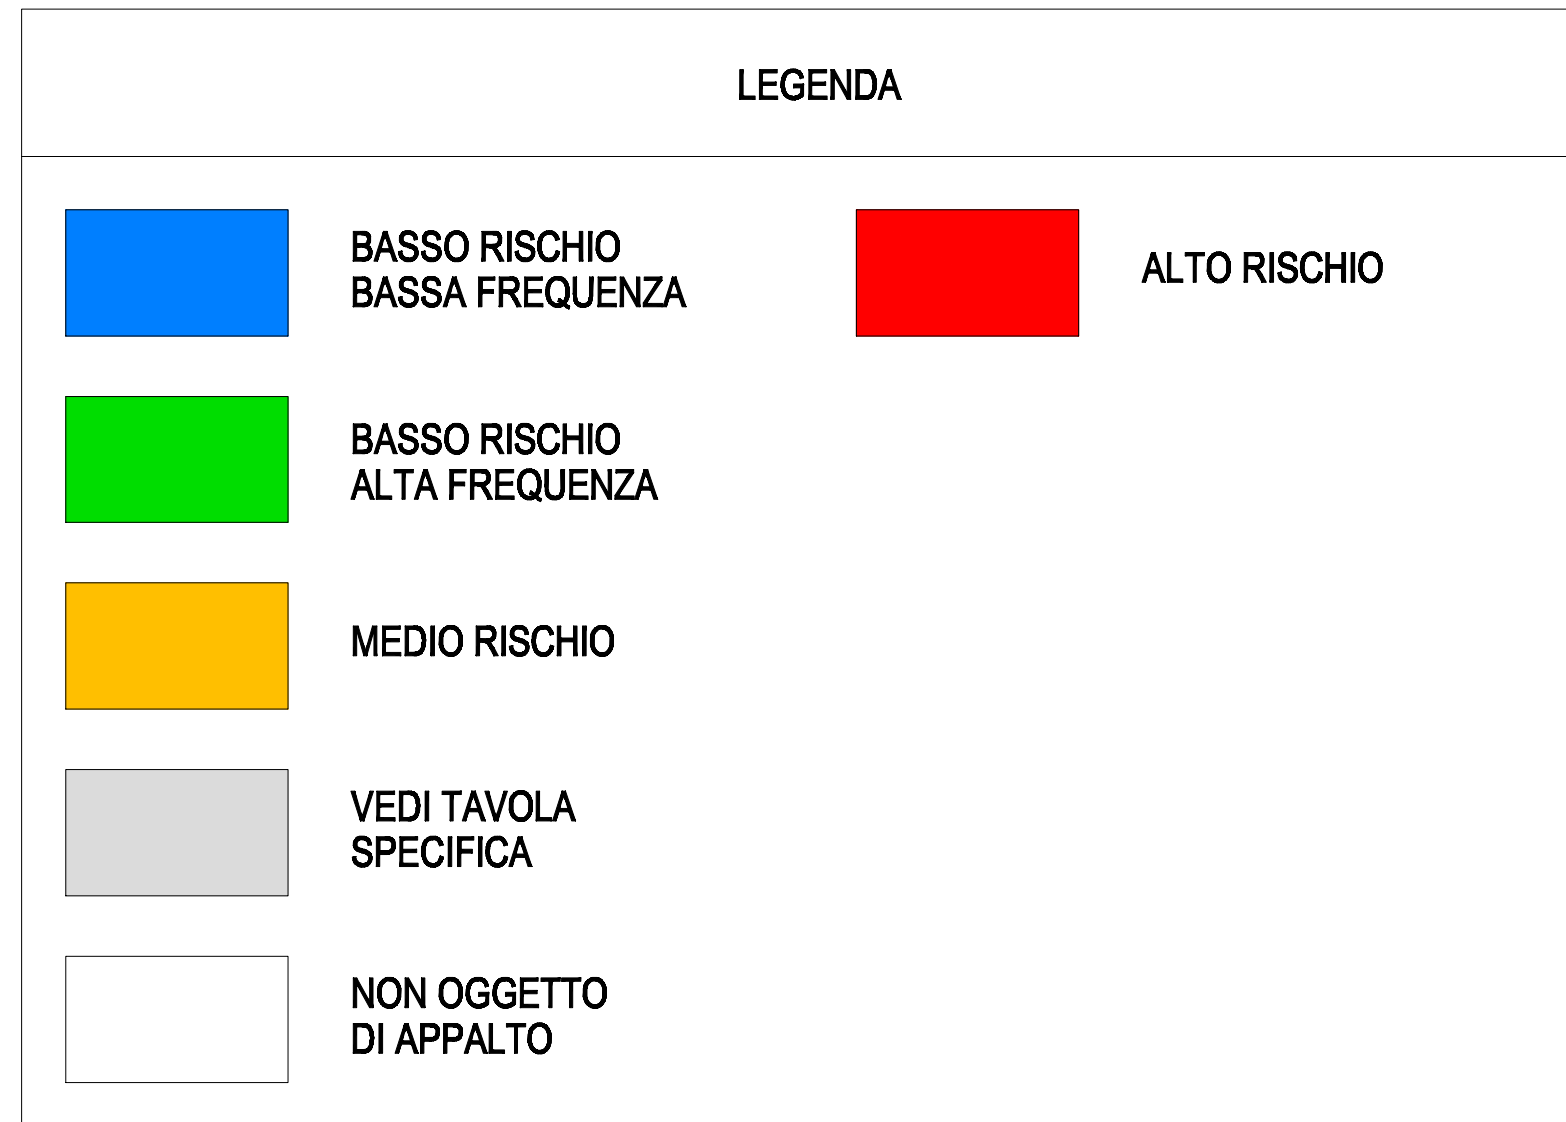 LEGENDA
BASSO RISCHIO
BASSA FREQUENZA
ALTO RISCHIO
BASSO RISCHIO
ALTA FREQUENZA
MEDIO RISCHIO
VEDI TAVOLA
SPECIFICA
NON OGGETTO
DI APPALTO